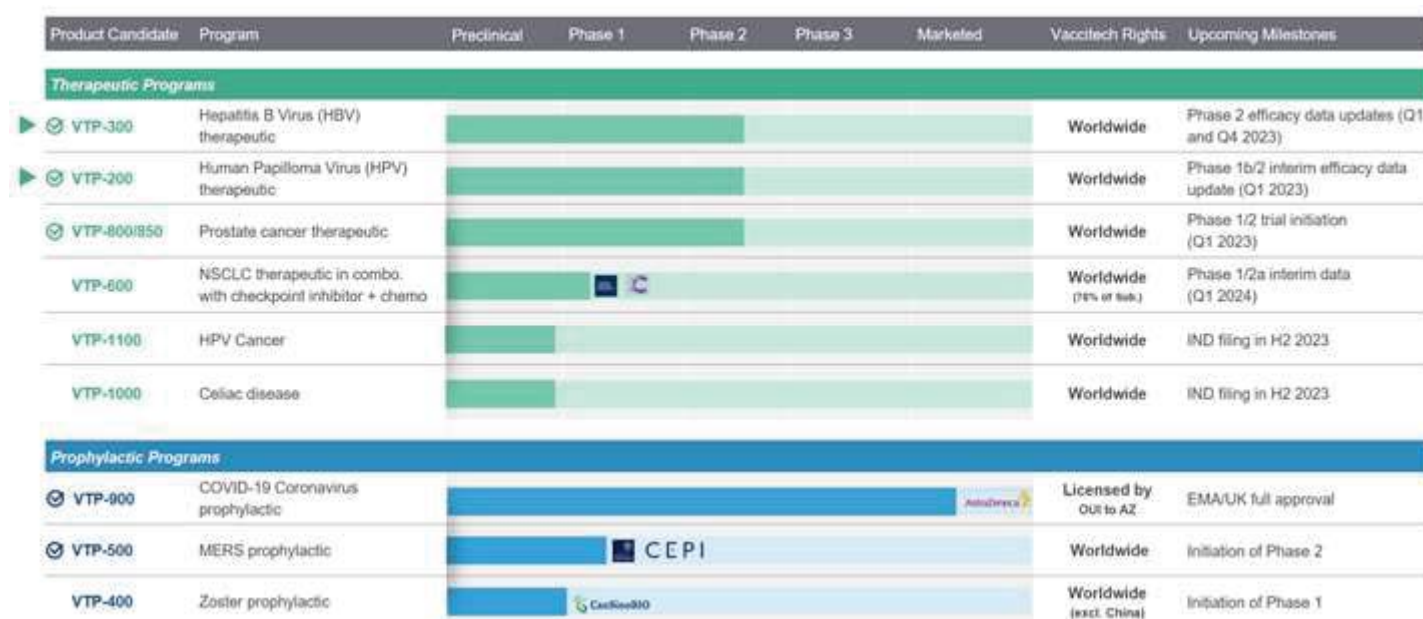 Product Candidate Program Preclinical Phase 1 Phase 2 Phase 3 Marketed Vaccitech Rights Upcoming Milestones
Therapeutic Programs
VTP-300 Hepatitis B Virus (HBV) therapeutic Worldwide Phase 2 efficacy data updates (Q1 and Q4 2023)
VTP-200 Human Papilloma Virus (HPV) therapeutic Worldwide Phase 1b/2 interim efficacy data update (Q1 2023)
VTP-800/850 Prostate cancer therapeutic Worldwide Phase 1/2 trial initiation (Q1 2023)
VTP-600 NSCLC therapeutic in combo. with checkpoint inhibitor + chemo Worldwide Phase 1/2a interim data (Q1 2024)
VTP-1100 HPV Cancer Worldwide IND filing in H2 2023
VTP-1000 Celiac disease Worldwide IND filing in H2 2023
Prophylactic Programs
VTP-900 COVID-19 Coronavirus prophylactic AstraZeneca Licensed by OUI to AZ EMA/UK full approval
VTP-500 MERS prophylactic CEPI Worldwide Initiation of Phase 2
VTP-400 Zoster prophylactic CanSinoBIO Worldwide (excl. China) Initiation of Phase 1